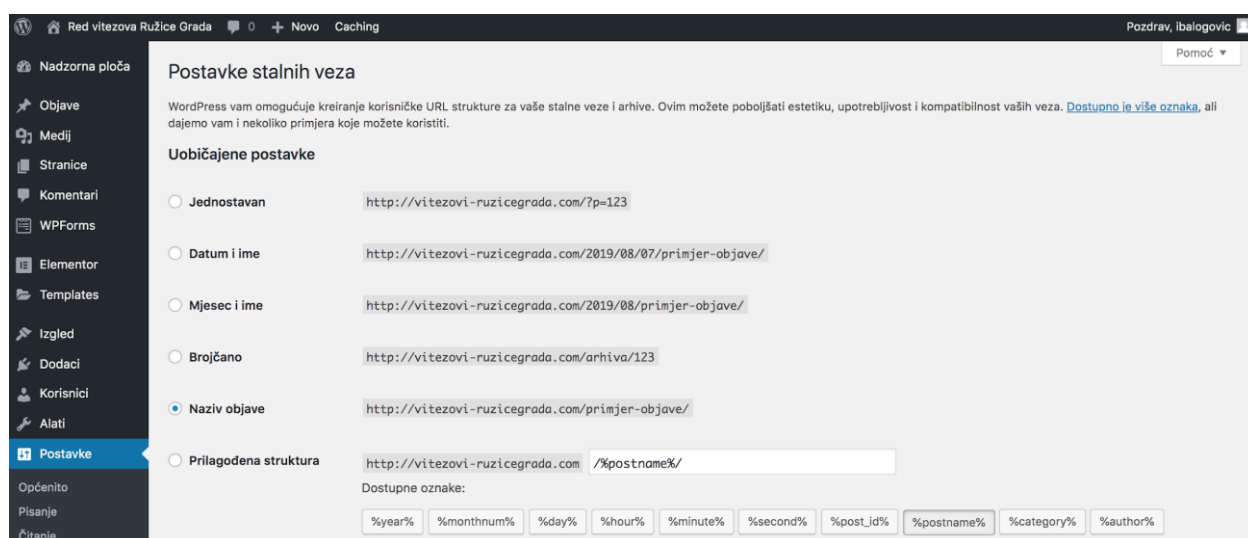 Red vitezova Ružice Grada 0 + Novo Caching Pozdrav, ibalogovic
Pomoć ▼
Nadzorna ploča
Objave
Medij
Stranice
Komentari
WPForms
Elementor
Templates
Izgled
Dodaci
Korisnici
Alati
Postavke
Općenito
Pisanje
Čitanje
Postavke stalnih veza
WordPress vam omogućuje kreiranje korisničke URL strukture za vaše stalne veze i arhive. Ovim možete poboljšati estetiku, upotrebljivost i kompatibilnost vaših veza. Dostupno je više oznaka, ali
dajemo vam i nekoliko primjera koje možete koristiti.
Uobičajene postavke
Jednostavan http://vitezovi-ruzicegrada.com/?p=123
Datum i ime http://vitezovi-ruzicegrada.com/2019/08/07/primjer-objave/
Mjesec i ime http://vitezovi-ruzicegrada.com/2019/08/primjer-objave/
Brojčano http://vitezovi-ruzicegrada.com/arhiva/123
Naziv objave http://vitezovi-ruzicegrada.com/primjer-objave/
Prilagođena struktura http://vitezovi-ruzicegrada.com /%postname%/
Dostupne oznake:
%year% %monthnum% %day% %hour% %minute% %second% %post_id% %postname% %category% %author%